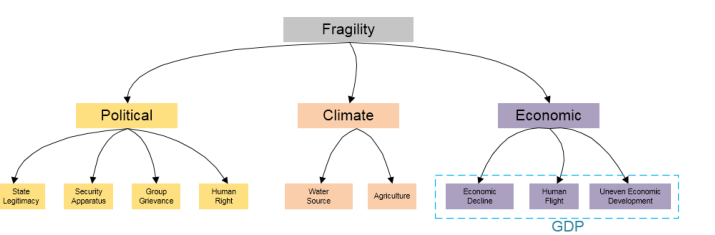 Fragility
Political
Climate
Economic
State
Legitimacy
Security
Apparatus
Group
Grievance
Human
Right
Water
Source
Agriculture
Economic
Decline
Human
Flight
Uneven Economic
Development
GDP